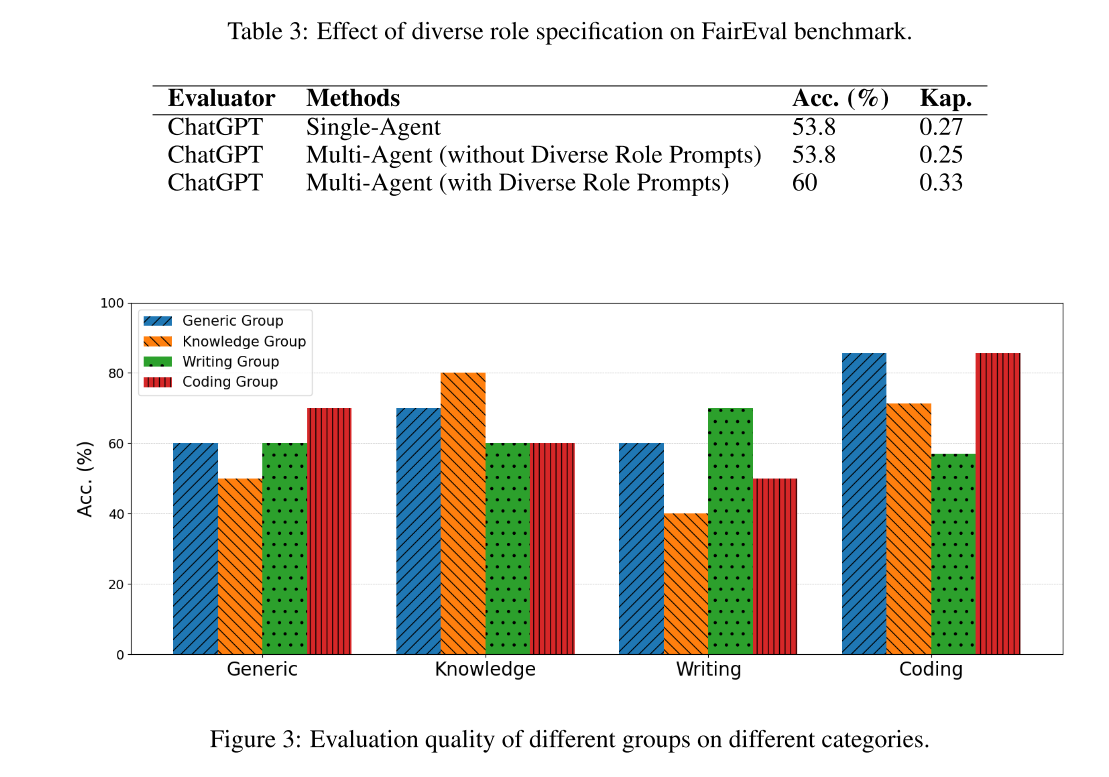 Table 3: Effect of diverse role specification on FairEval benchmark.
Evaluator Methods Acc. (%) Kap.
ChatGPT Single-Agent 53.8 0.27
ChatGPT Multi-Agent (without Diverse Role Prompts) 53.8 0.25
ChatGPT Multi-Agent (with Diverse Role Prompts) 60 0.33
100
80
60
40
20
0
Acc. (%)
Generic Group
Knowledge Group
Writing Group
Coding Group
Generic Knowledge Writing Coding
Figure 3: Evaluation quality of different groups on different categories.